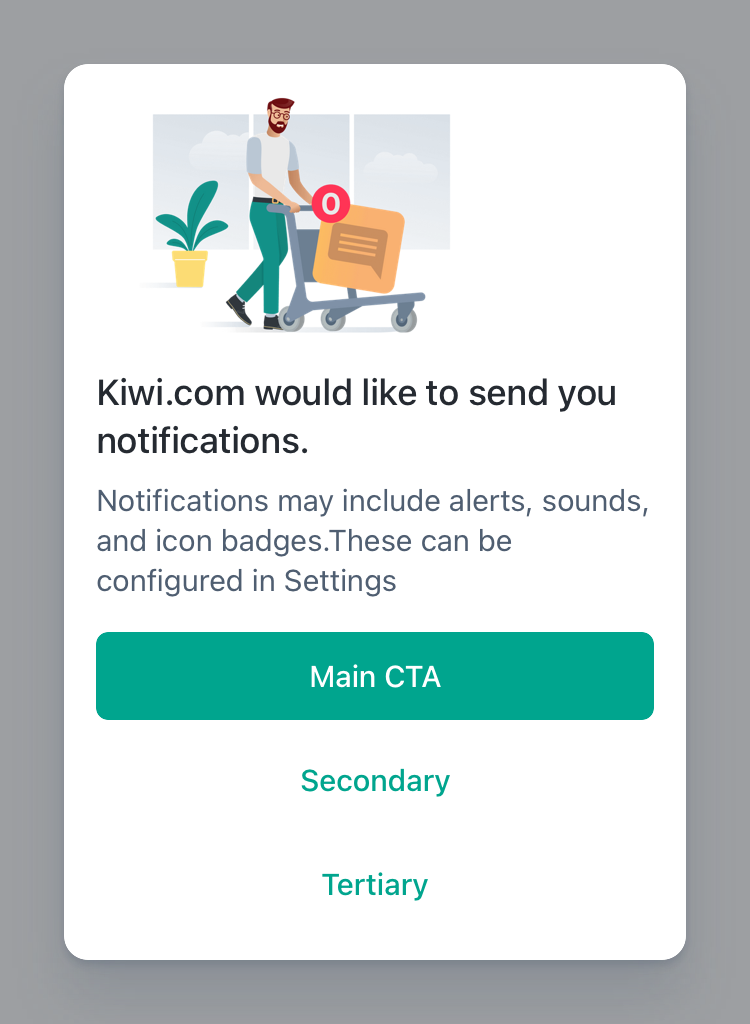 0
Kiwi.com would like to send you
notifications.
Notifications may include alerts, sounds,
and icon badges.These can be
configured in Settings
Main CTA
Secondary
Tertiary